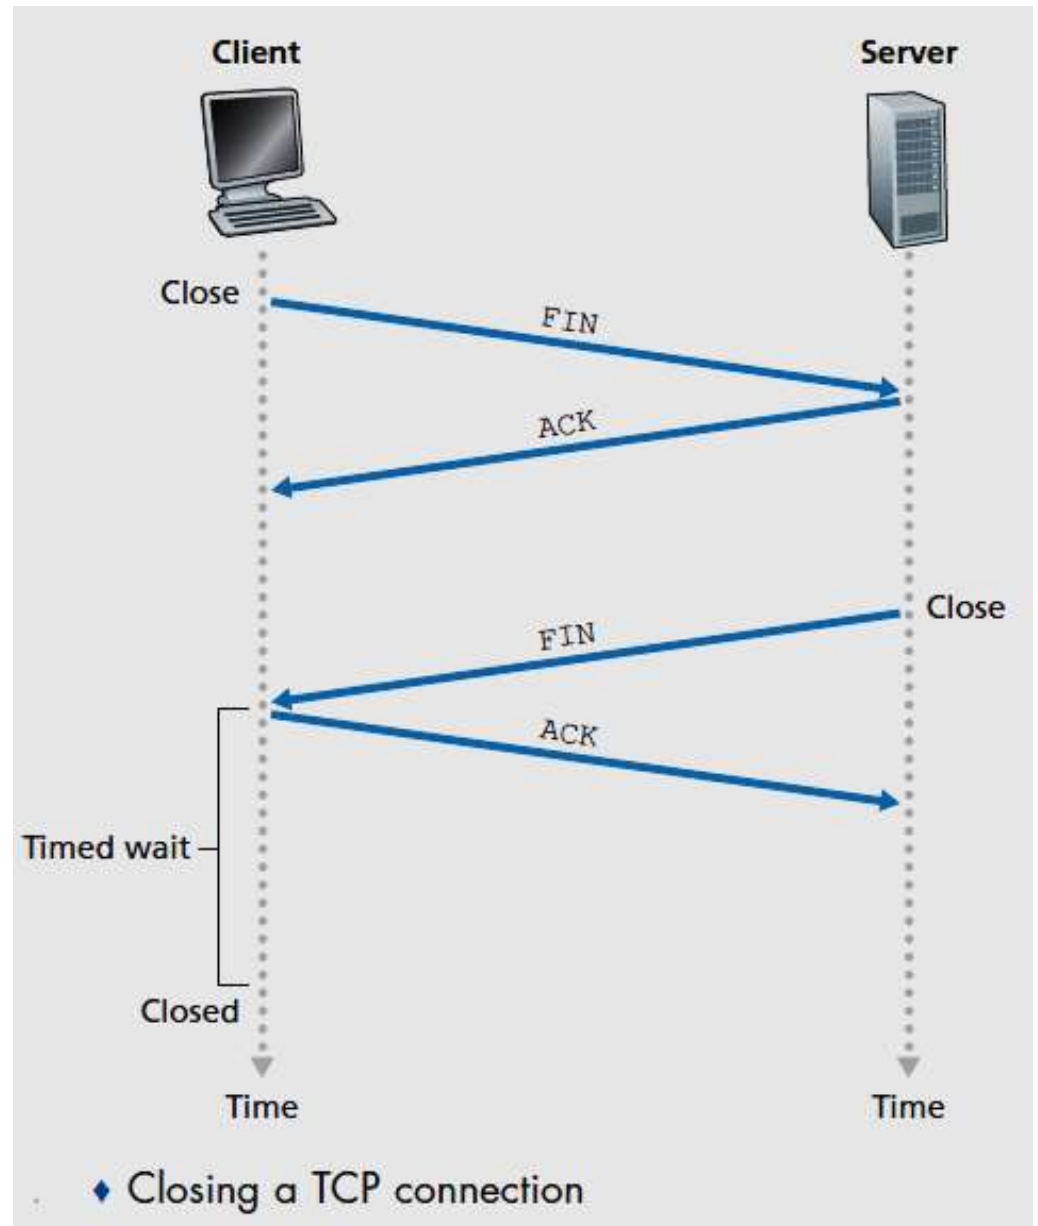 Client
Server
Close
FIN
ACK
Close
FIN
ACK
Timed wait
Closed
Time
Time
♦ Closing a TCP connection